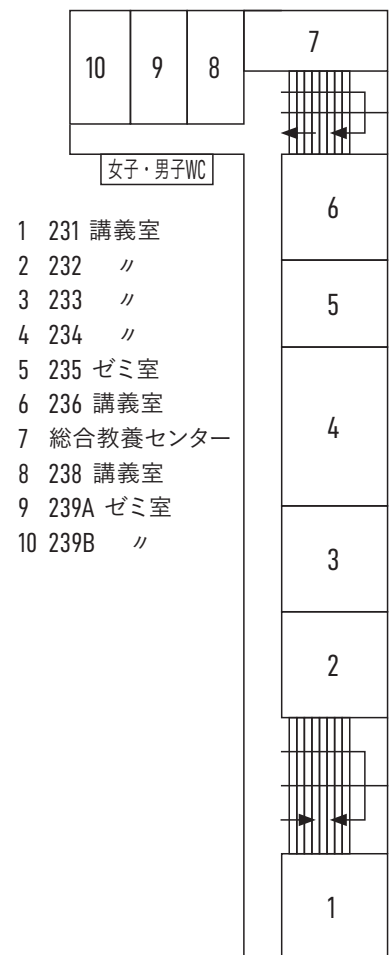 10
9
8
7
女子・男子WC
6
5
4
3
2
1
1 231 講義室
2 232 〃
3 233 〃
4 234 〃
5 235 ゼミ室
6 236 講義室
7 総合教養センター
8 238 講義室
9 239A ゼミ室
10 239B 〃